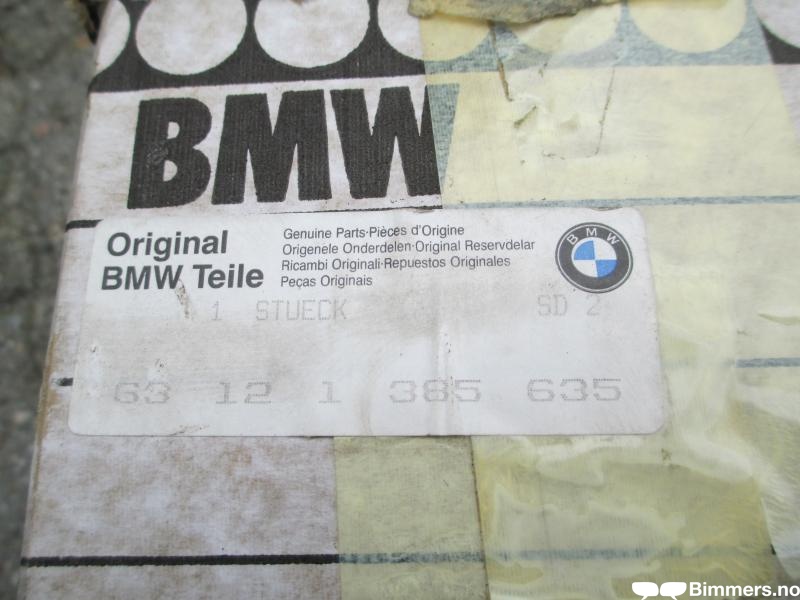 BMW
Original
BMW Teile
Genuine Parts·Pièces d'Origine
Origenele Onderdelen·Original Reservdelar
Ricambi Originali·Repuestos Originales
Peças Originais
BMW
1 STUECK SD 2
63 12 1 385 635
Bimmers.no